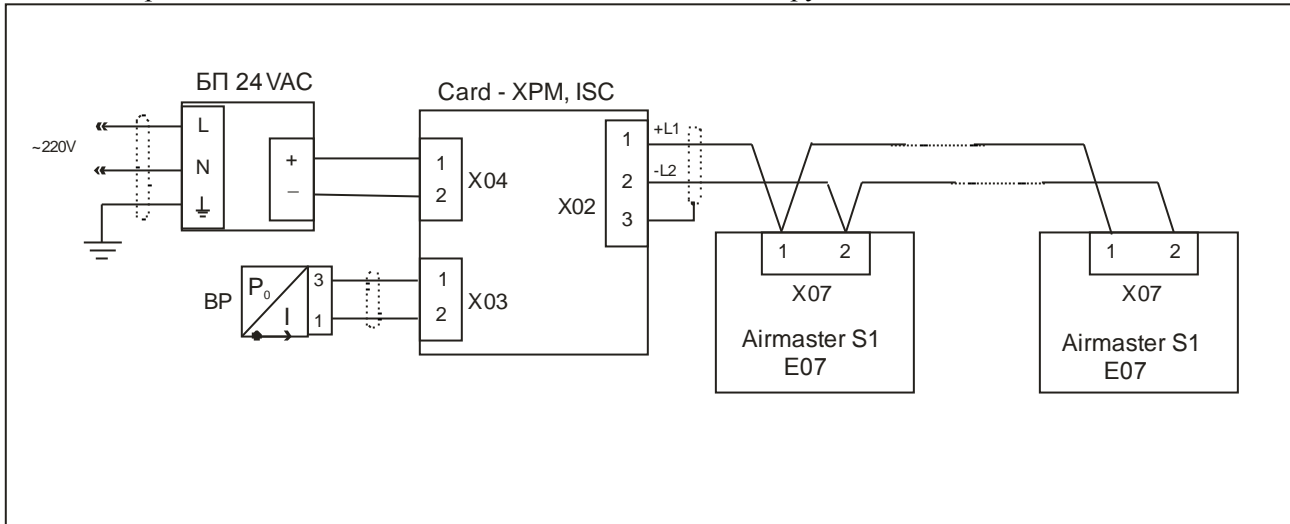 БП 24 VAC
L
N
~220V
+
–
Card - XPM, ISC
1
2
X04
1
2
3
X02
+L1
-L2
BP
P0
I
3
1
1
2
X03
1 2
X07
Airmaster S1
E07
1 2
X07
Airmaster S1
E07